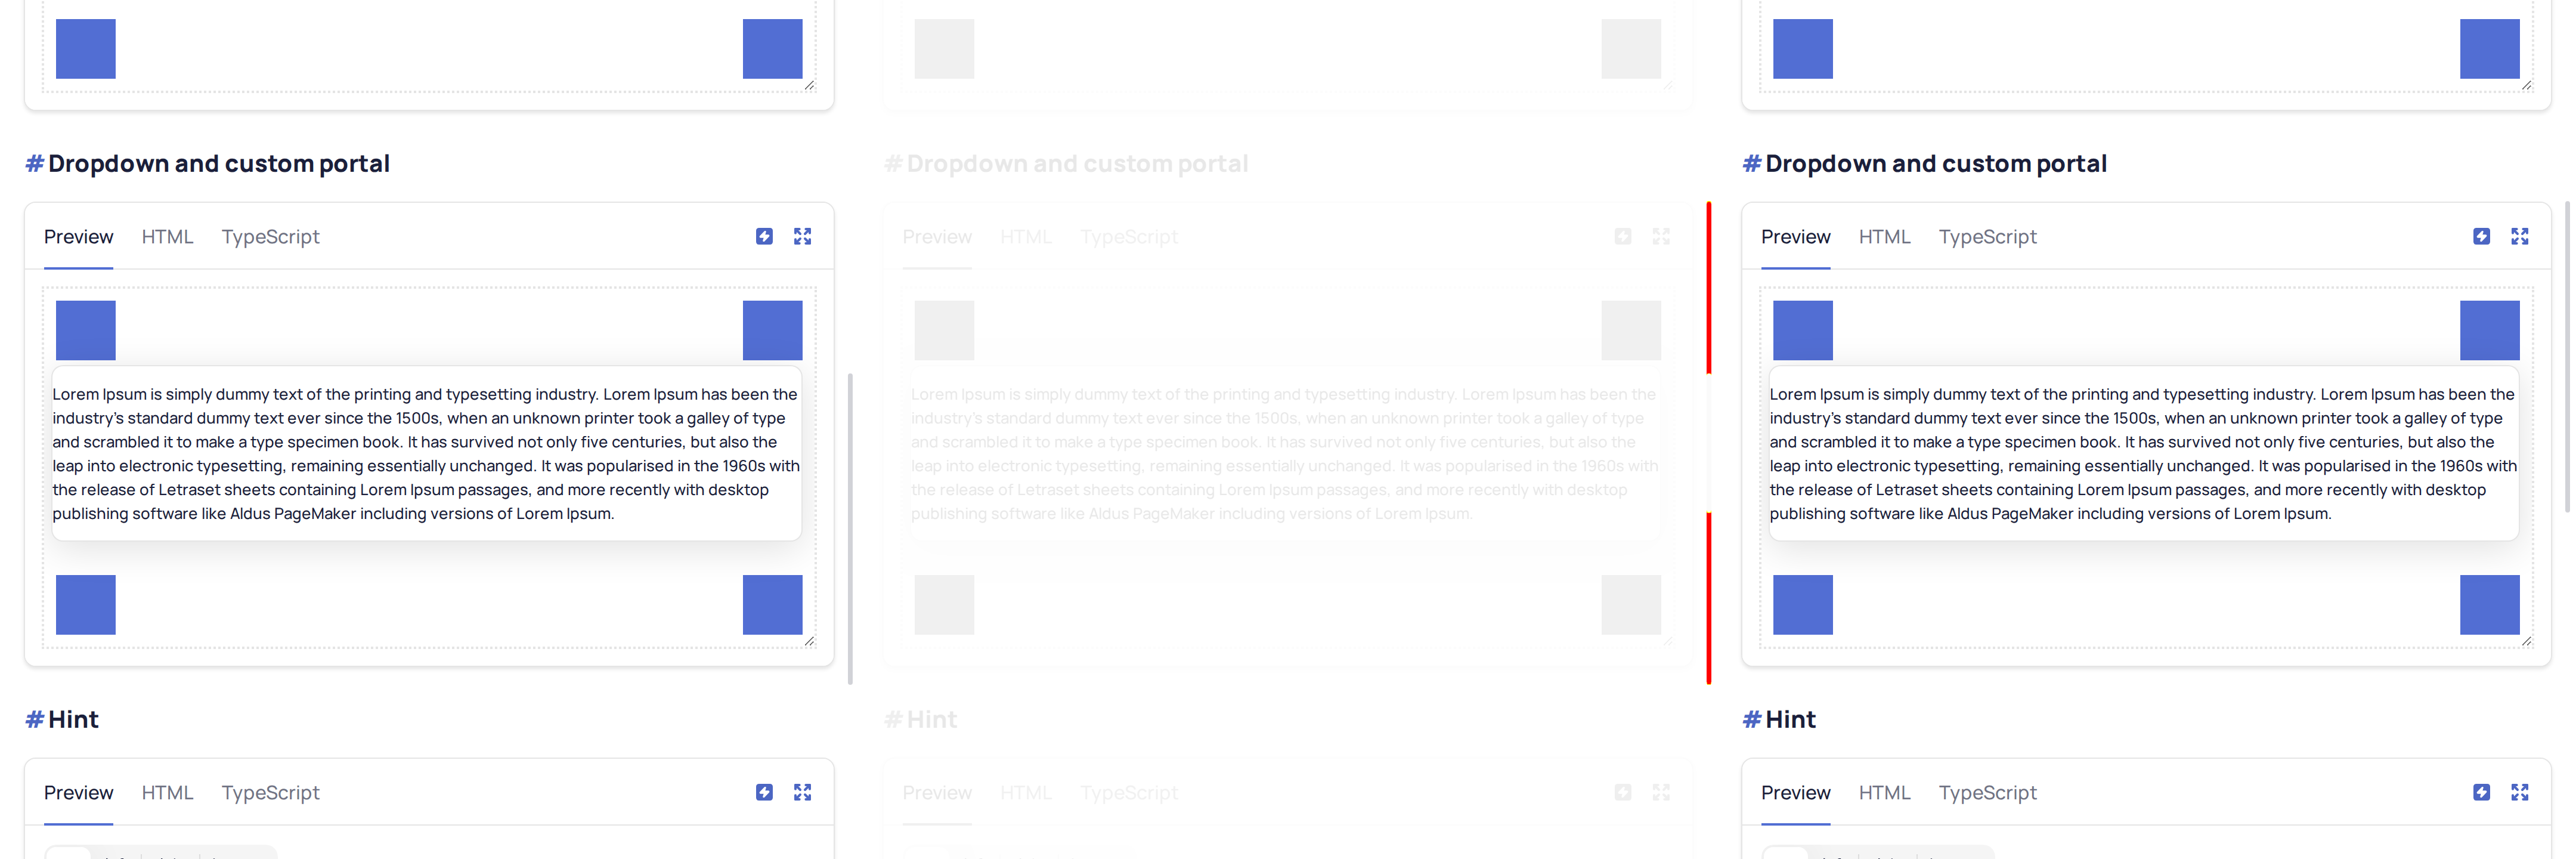 # Dropdown and custom portal
Preview HTML TypeScript
Lorem Ipsum is simply dummy text of the printing and typesetting industry. Lorem Ipsum has been the
industry's standard dummy text ever since the 1500s, when an unknown printer took a galley of type
and scrambled it to make a type specimen book. It has survived not only five centuries, but also the
leap into electronic typesetting, remaining essentially unchanged. It was popularised in the 1960s with
the release of Letraset sheets containing Lorem Ipsum passages, and more recently with desktop
publishing software like Aldus PageMaker including versions of Lorem Ipsum.
# Hint
Preview HTML TypeScript
# Dropdown and custom portal
Preview HTML TypeScript
Lorem Ipsum is simply dummy text of the printing and typesetting industry. Lorem Ipsum has been the
industry's standard dummy text ever since the 1500s, when an unknown printer took a galley of type
and scrambled it to make a type specimen book. It has survived not only five centuries, but also the
leap into electronic typesetting, remaining essentially unchanged. It was popularised in the 1960s with
the release of Letraset sheets containing Lorem Ipsum passages, and more recently with desktop
publishing software like Aldus PageMaker including versions of Lorem Ipsum.
# Hint
Preview HTML TypeScript
# Dropdown and custom portal
Preview HTML TypeScript
Lorem Ipsum is simply dummy text of the printing and typesetting industry. Lorem Ipsum has been the
industry's standard dummy text ever since the 1500s, when an unknown printer took a galley of type
and scrambled it to make a type specimen book. It has survived not only five centuries, but also the
leap into electronic typesetting, remaining essentially unchanged. It was popularised in the 1960s with
the release of Letraset sheets containing Lorem Ipsum passages, and more recently with desktop
publishing software like Aldus PageMaker including versions of Lorem Ipsum.
# Hint
Preview HTML TypeScript